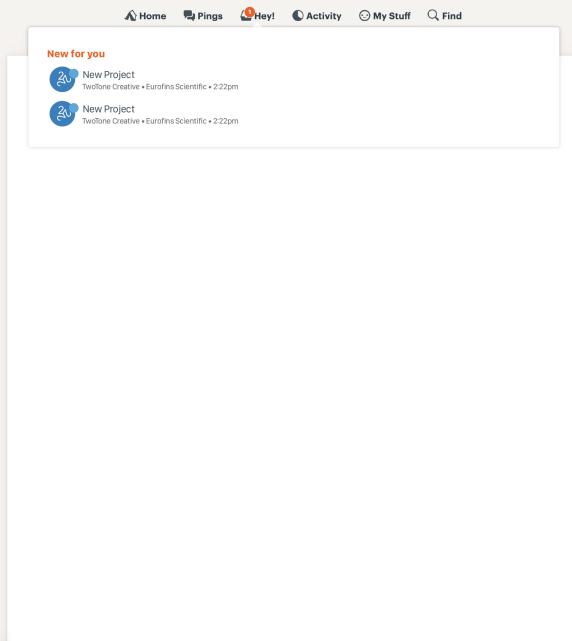 Home Pings 1 Hey! Activity My Stuff Find
New for you
New Project
TwoTone Creative • Eurofins Scientific • 2:22pm
New Project
TwoTone Creative • Eurofins Scientific • 2:22pm